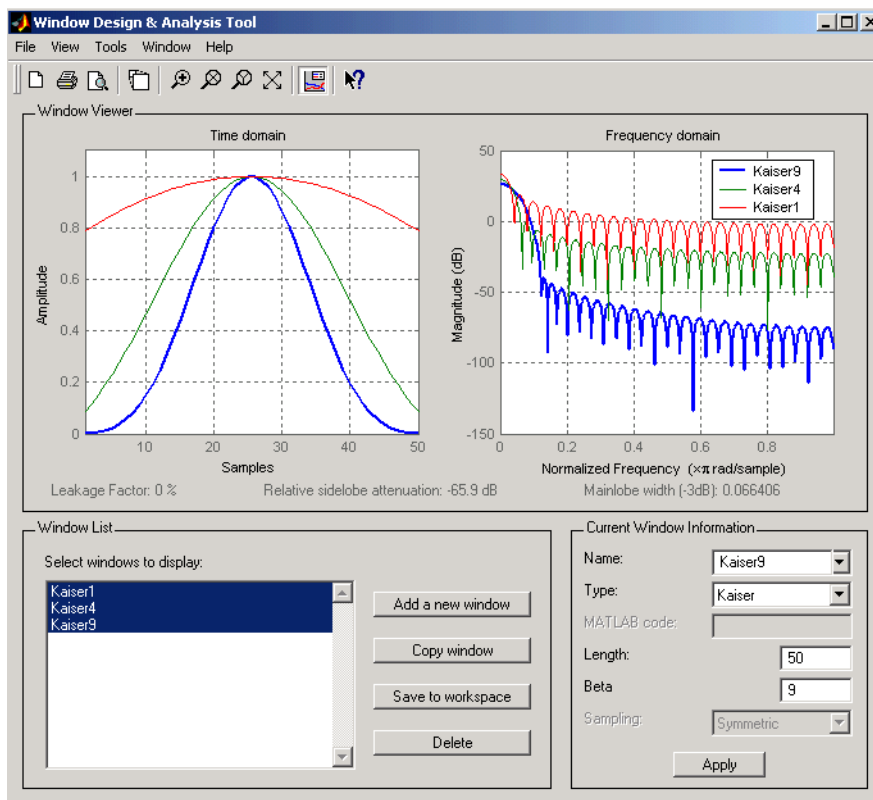 Window Design & Analysis Tool
File View Tools Window Help
Window Viewer
Time domain
Frequency domain
1
0.8
0.6
0.4
0.2
0
10 20 30 40 50
Amplitude
Samples
50
0
-50
-100
-150
0 0.2 0.4 0.6 0.8
Magnitude (dB)
Normalized Frequency (×π rad/sample)
Kaiser9
Kaiser4
Kaiser1
Leakage Factor: 0 % Relative sidelobe attenuation: -65.9 dB Mainlobe width (-3dB): 0.066406
Window List
Select windows to display:
Kaiser1
Kaiser4
Kaiser9
Add a new window
Copy window
Save to workspace
Delete
Current Window Information
Name: Kaiser9
Type: Kaiser
MATLAB code:
Length: 50
Beta 9
Sampling: Symmetric
Apply